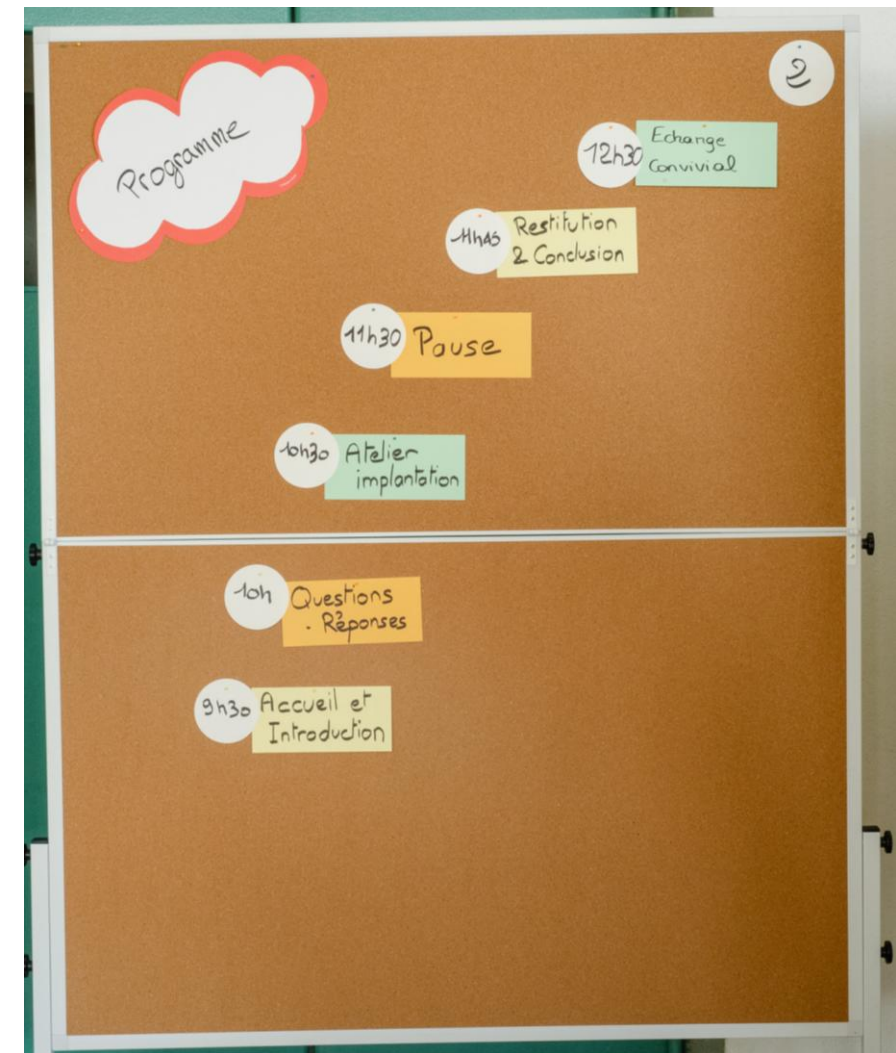 Programme
2
12h30
Echange
Convivial
11h45
Restitution
& Conclusion
11h30
Pause
10h30
Atelier
implantation
10h
Questions
- Réponses
9h30
Accueil et
Introduction